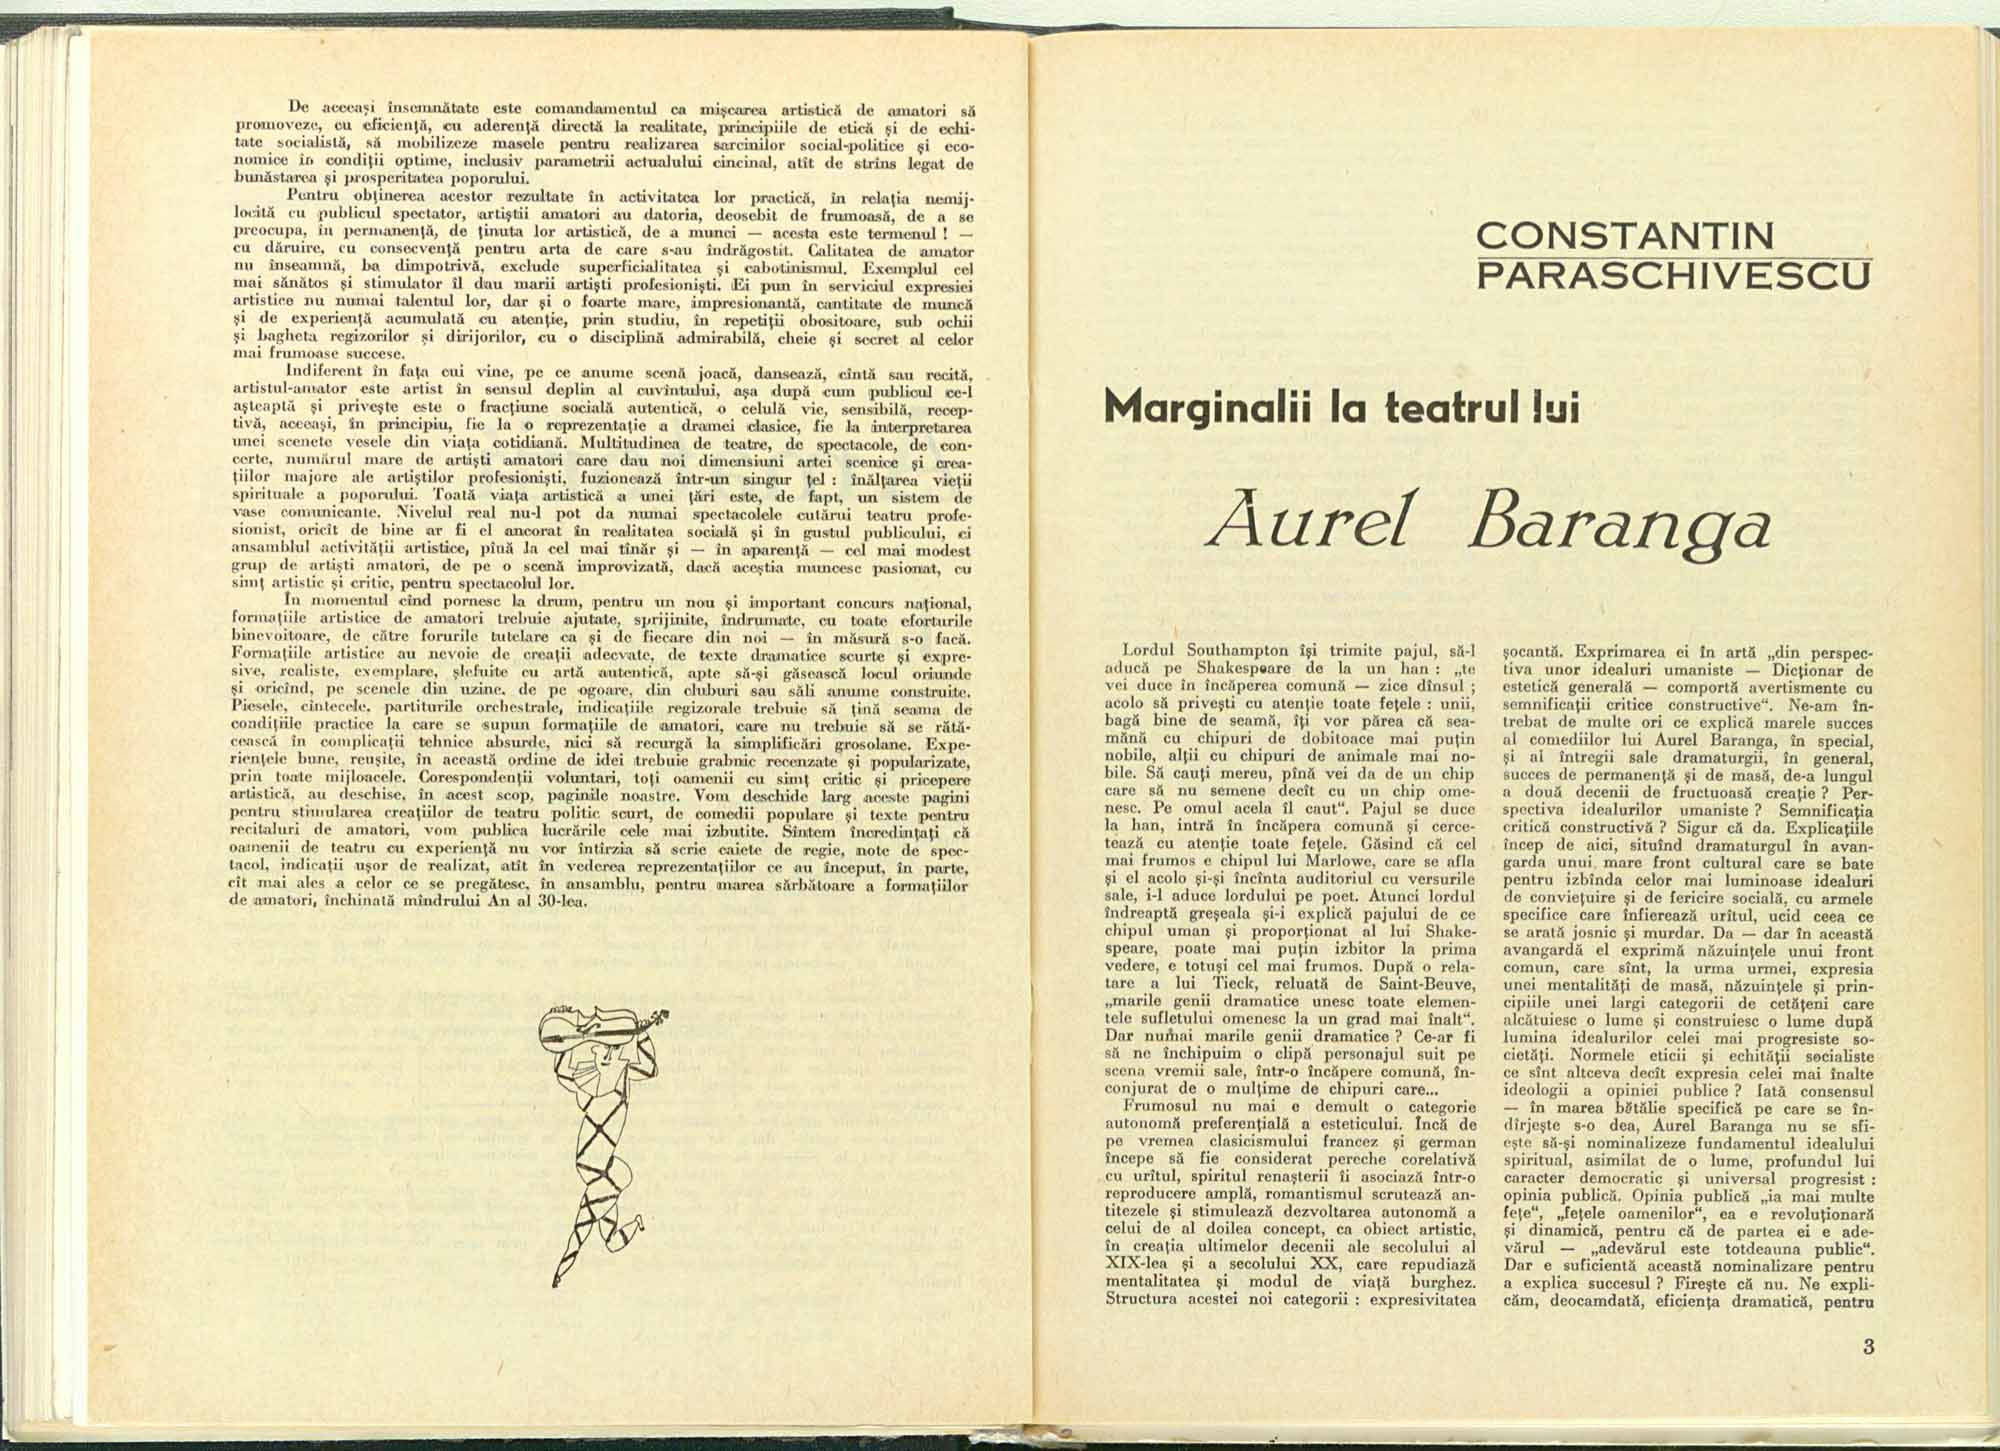 De aceeași însemnătate este comandamentul ca mișcarea artistică de amatori să
promoveze, cu eficiență, cu aderență directă la realitate, principiile de etică și de echi-
tate socialistă, să mobilizeze masele pentru realizarea sarcinilor social-politice și eco-
nomice în condiții optime, inclusiv parametrii actualului cincinal, atît de strîns legat de
bunăstarea și prosperitatea poporului.
Pentru obținerea acestor rezultate în activitatea lor practică, în relația nemij-
locită cu publicul spectator, artiștii amatori au datoria, deosebit de frumoasă, de a se
preocupa, în permanență, de ținuta lor artistică, de a munci — acesta este termenul ! —
cu dăruire, cu consecvență pentru arta de care s-au îndrăgostit. Calitatea de amator
nu înseamnă, ba dimpotrivă, exclude superficialitatea și cabotinismul. Exemplul cel
mai sănătos și stimulator îl dau marii artiști profesioniști. Ei pun în serviciul expresiei
artistice nu numai talentul lor, dar și o foarte mare, impresionantă, cantitate de muncă
și de experiență acumulată cu atenție, prin studiu, în repetiții obositoare, sub ochii
și bagheta regizorilor și dirijorilor, cu o disciplină admirabilă, cheie și secret al celor
mai frumoase succese.
Indiferent în fața cui vine, pe ce anume scenă joacă, dansează, cîntă sau recită,
artistul-amator este artist în sensul deplin al cuvîntului, așa după cum publicul ce-l
așteaptă și privește este o fracțiune socială autentică, o celulă vie, sensibilă, recep-
tivă, aceeași, în principiu, fie la o reprezentație a dramei clasice, fie la interpretarea
unei scenete vesele din viața cotidiană. Multitudinea de teatre, de spectacole, de con-
certe, numărul mare de artiști amatori care dau noi dimensiuni artei scenice și crea-
țiilor majore ale artiștilor profesioniști, fuzionează într-un singur țel : înălțarea vieții
spirituale a poporului. Toată viața artistică a unei țări este, de fapt, un sistem de
vase comunicante. Nivelul real nu-l pot da numai spectacolele cutărui teatru profe-
sionist, oricît de bine ar fi el ancorat în realitatea socială și în gustul publicului, ci
ansamblul activității artistice, pînă la cel mai tînăr și — în aparență — cel mai modest
grup de artiști amatori, de pe o scenă improvizată, dacă aceștia muncesc pasionat, cu
simț artistic și critic, pentru spectacolul lor.
În momentul cînd pornesc la drum, pentru un nou și important concurs național,
formațiile artistice de amatori trebuie ajutate, sprijinite, îndrumate, cu toate eforturile
binevoitoare, de către forurile tutelare ca și de fiecare din noi — în măsură s-o facă.
Formațiile artistice au nevoie de creații adecvate, de texte dramatice scurte și expre-
sive, realiste, exemplare, șlefuite cu artă autentică, apte să-și găsească locul oriunde
și oricînd, pe scenele din uzine, de pe ogoare, din cluburi sau săli anume construite.
Piesele, cîntecele, partiturile orchestrale, indicațiile regizorale trebuie să țină seama de
condițiile practice la care se supun formațiile de amatori, care nu trebuie să se rătă-
cească în complicații tehnice absurde, nici să recurgă la simplificări grosolane. Expe-
riențele bune, reușite, în această ordine de idei trebuie grabnic recenzate și popularizate,
prin toate mijloacele. Corespondenții voluntari, toți oamenii cu simț critic și pricepere
artistică, au deschise, în acest scop, paginile noastre. Vom deschide larg aceste pagini
pentru stimularea creațiilor de teatru politic scurt, de comedii populare și texte pentru
recitaluri de amatori, vom publica lucrările cele mai izbutite. Sîntem încredințați că
oamenii de teatru cu experiență nu vor întîrzia să scrie caiete de regie, note de spec-
tacol, indicații ușor de realizat, atît în vederea reprezentațiilor ce au început, în parte,
cît mai ales a celor ce se pregătesc, în ansamblu, pentru marea sărbătoare a formațiilor
de amatori, închinată mîndrului An al 30-lea.
CONSTANTIN
PARASCHIVESCU
Marginalii la teatrul lui
Aurel Baranga
Lordul Southampton își trimite pajul, să-l
aducă pe Shakespeare de la un han : „te
vei duce în încăperea comună — zice dînsul ;
acolo să privești cu atenție toate fețele : unii,
bagă bine de seamă, îți vor părea că sea-
mănă cu chipuri de dobitoace mai puțin
nobile, alții cu chipuri de animale mai no-
bile. Să cauți mereu, pînă vei da de un chip
care să nu semene decît cu un chip ome-
nesc. Pe omul acela îl caut“. Pajul se duce
la han, intră în încăpera comună și cerce-
tează cu atenție toate fețele. Găsind că cel
mai frumos e chipul lui Marlowe, care se afla
și el acolo și-și încînta auditoriul cu versurile
sale, i-l aduce lordului pe poet. Atunci lordul
îndreaptă greșeala și-i explică pajului de ce
chipul uman și proporționat al lui Shake-
speare, poate mai puțin izbitor la prima
vedere, e totuși cel mai frumos. După o rela-
tare a lui Tieck, reluată de Saint-Beuve,
„marile genii dramatice unesc toate elemen-
tele sufletului omenesc la un grad mai înalt“.
Dar numai marile genii dramatice ? Ce-ar fi
să ne închipuim o clipă personajul suit pe
scena vremii sale, într-o încăpere comună, în-
conjurat de o mulțime de chipuri care...
Frumosul nu mai e demult o categorie
autonomă preferențială a esteticului. Încă de
pe vremea clasicismului francez și german
începe să fie considerat pereche corelativă
cu urîtul, spiritul renașterii îi asociază într-o
reproducere amplă, romantismul scrutează an-
titezele și stimulează dezvoltarea autonomă a
celui de al doilea concept, ca obiect artistic,
în creația ultimelor decenii ale secolului al
XIX-lea și a secolului XX, care repudiază
mentalitatea și modul de viață burghez.
Structura acestei noi categorii : expresivitatea
șocantă. Exprimarea ei în artă „din perspec-
tiva unor idealuri umaniste — Dicționar de
estetică generală — comportă avertismente cu
semnificații critice constructive“. Ne-am în-
trebat de multe ori ce explică marele succes
al comediilor lui Aurel Baranga, în special,
și al întregii sale dramaturgii, în general,
succes de permanență și de masă, de-a lungul
a două decenii de fructuoasă creație ? Per-
spectiva idealurilor umaniste ? Semnificația
critică constructivă ? Sigur că da. Explicațiile
încep de aici, situînd dramaturgul în avan-
garda unui mare front cultural care se bate
pentru izbînda celor mai luminoase idealuri
de conviețuire și de fericire socială, cu armele
specifice care înfierează urîtul, ucid ceea ce
se arată josnic și murdar. Da — dar în această
avangardă el exprimă năzuințele unui front
comun, care sînt, la urma urmei, expresia
unei mentalități de masă, năzuințele și prin-
cipiile unei largi categorii de cetățeni care
alcătuiesc o lume și construiesc o lume după
lumina idealurilor celei mai progresiste so-
cietăți. Normele eticii și echității socialiste
ce sînt altceva decît expresia celei mai înalte
ideologii a opiniei publice ? Iată consensul
— în marea bătălie specifică pe care se în-
dîrjește s-o dea, Aurel Baranga nu se sfi-
ește să-și nominalizeze fundamentul idealului
spiritual, asimilat de o lume, profundul lui
caracter democratic și universal progresist :
opinia publică. Opinia publică „ia mai multe
fețe“, „fețele oamenilor“, ea e revoluționară
și dinamică, pentru că de partea ei e ade-
vărul — „adevărul este totdeauna public“.
Dar e suficientă această nominalizare pentru
a explica succesul ? Firește că nu. Ne expli-
căm, deocamdată, eficiența dramatică, pentru
3